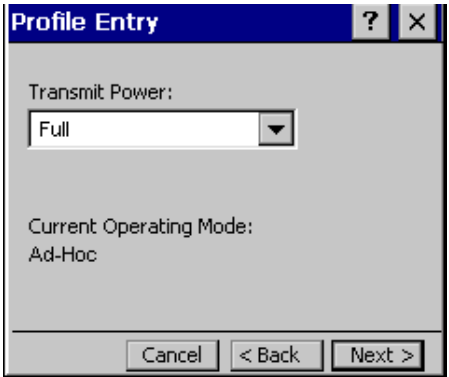 Profile Entry ? ×
Transmit Power:
Full
Current Operating Mode:
Ad-Hoc
Cancel < Back Next >